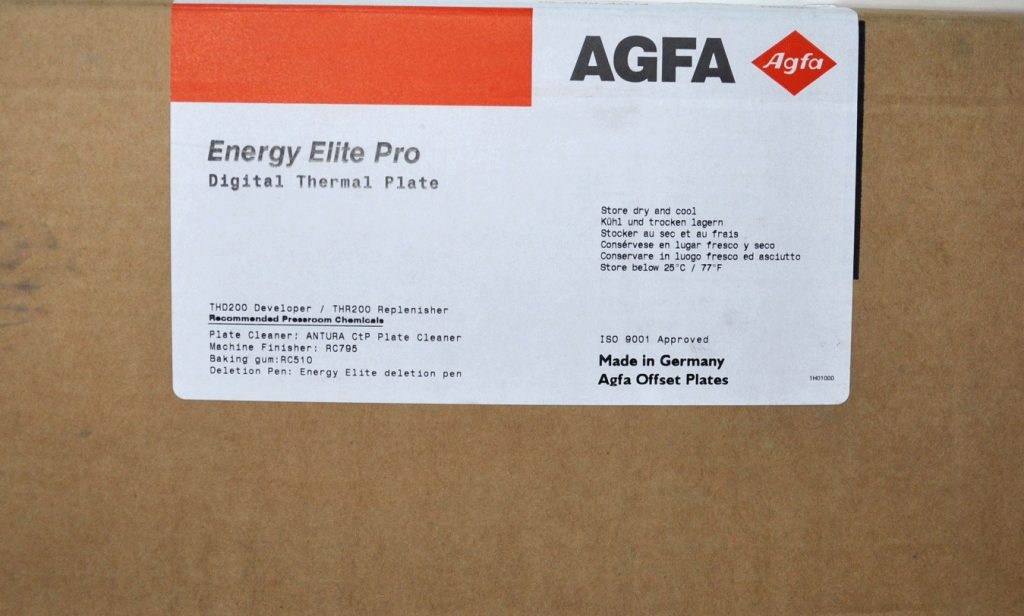 AGFA Agfa
Energy Elite Pro
Digital Thermal Plate
Store dry and cool
Kühl und trocken lagern
Stocker au sec et au frais
Consérvese en lugar fresco y seco
Conservare in luogo fresco ed asciutto
Store below 25°C / 77°F
THD200 Developer / THR200 Replenisher
Recommended Pressroom Chemicals
Plate Cleaner: ANTURA CtP Plate Cleaner
Machine Finisher: RC795
Baking gum:RC510
Deletion Pen: Energy Elite deletion pen
ISO 9001 Approved
Made in Germany
Agfa Offset Plates
1H01000